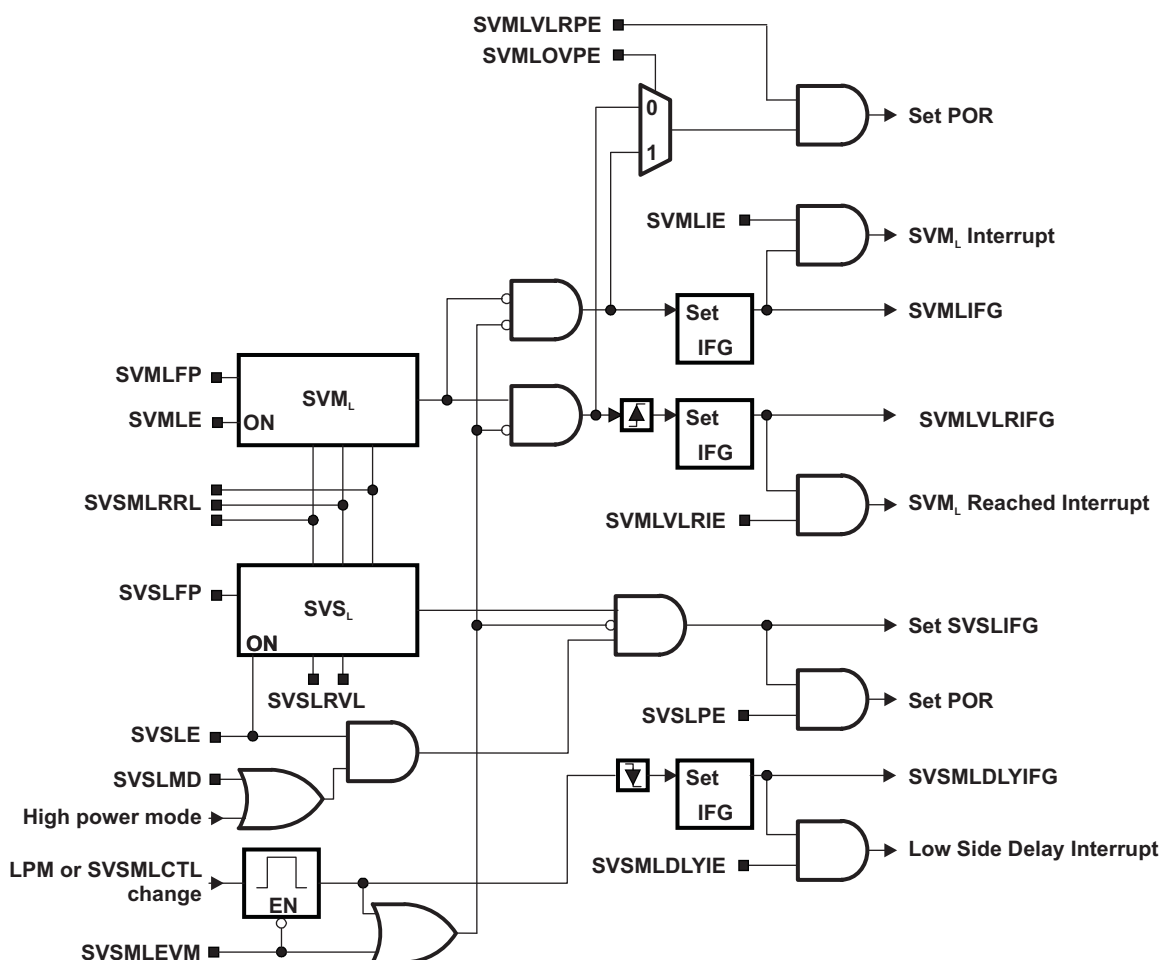 SVMLVLRPE
SVMLOVPE
0
1
Set POR
SVMLIE
SVML Interrupt
Set
IFG
SVMLIFG
SVMLFP
SVML
SVMLE
ON
Set
IFG
SVMLVLRIFG
SVSMLRRL
SVML Reached Interrupt
SVMLVLRIE
SVSLFP
SVSL
ON
Set SVSLIFG
SVSLRVL
Set POR
SVSLPE
SVSLE
SVSLMD
High power mode
Set
IFG
SVSMLDLYIFG
LPM or SVSMLCTL
change
EN
Low Side Delay Interrupt
SVSMLDLYIE
SVSMLEVM